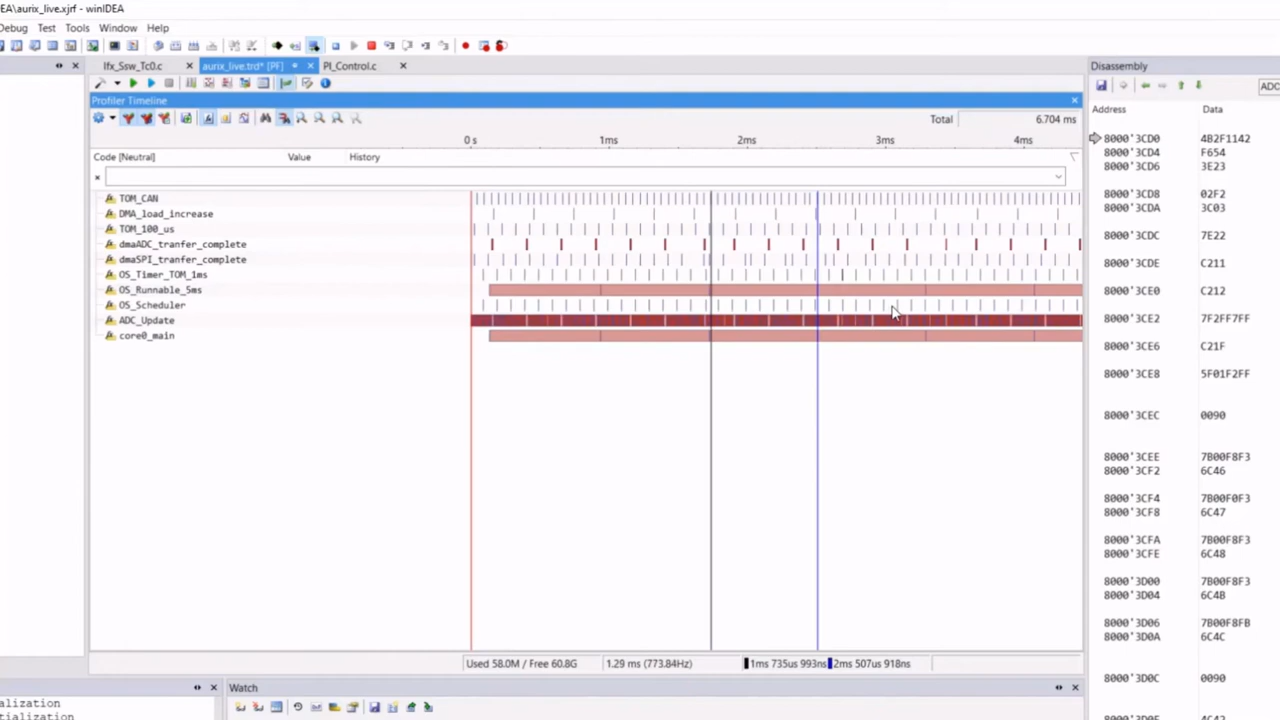 EA\aurix_live.xjrf - winIDEA
Debug Test Tools Window Help
Ifx_Ssw_Tc0.c
aurix_live.trd* [PF]
PI_Control.c
Profiler Timeline
Total 6.704 ms
0 s 1ms 2ms 3ms 4ms
Code [Neutral] Value History
TOM_CAN
DMA_load_increase
TOM_100_us
dmaADC_tranfer_complete
dmaSPI_tranfer_complete
OS_Timer_TOM_1ms
OS_Runnable_5ms
OS_Scheduler
ADC_Update
core0_main
Used 58.0M / Free 60.8G 1.29 ms (773.84Hz) 1ms 735us 993ns 2ms 507us 918ns
Watch
ialization
tialization
Disassembly
ADC
Address Data
8000'3CD0 4B2F1142
8000'3CD4 F654
8000'3CD6 3E23
8000'3CD8 02F2
8000'3CDA 3C03
8000'3CDC 7E22
8000'3CDE C211
8000'3CE0 C212
8000'3CE2 7F2FF7FF
8000'3CE6 C21F
8000'3CE8 5F01F2FF
8000'3CEC 0090
8000'3CEE 7B00F8F3
8000'3CF2 6C46
8000'3CF4 7B00F0F3
8000'3CF8 6C47
8000'3CFA 7B00F8F3
8000'3CFE 6C48
8000'3D00 7B00F8F3
8000'3D04 6C4B
8000'3D06 7B00F8FB
8000'3D0A 6C4C
8000'3D0C 0090